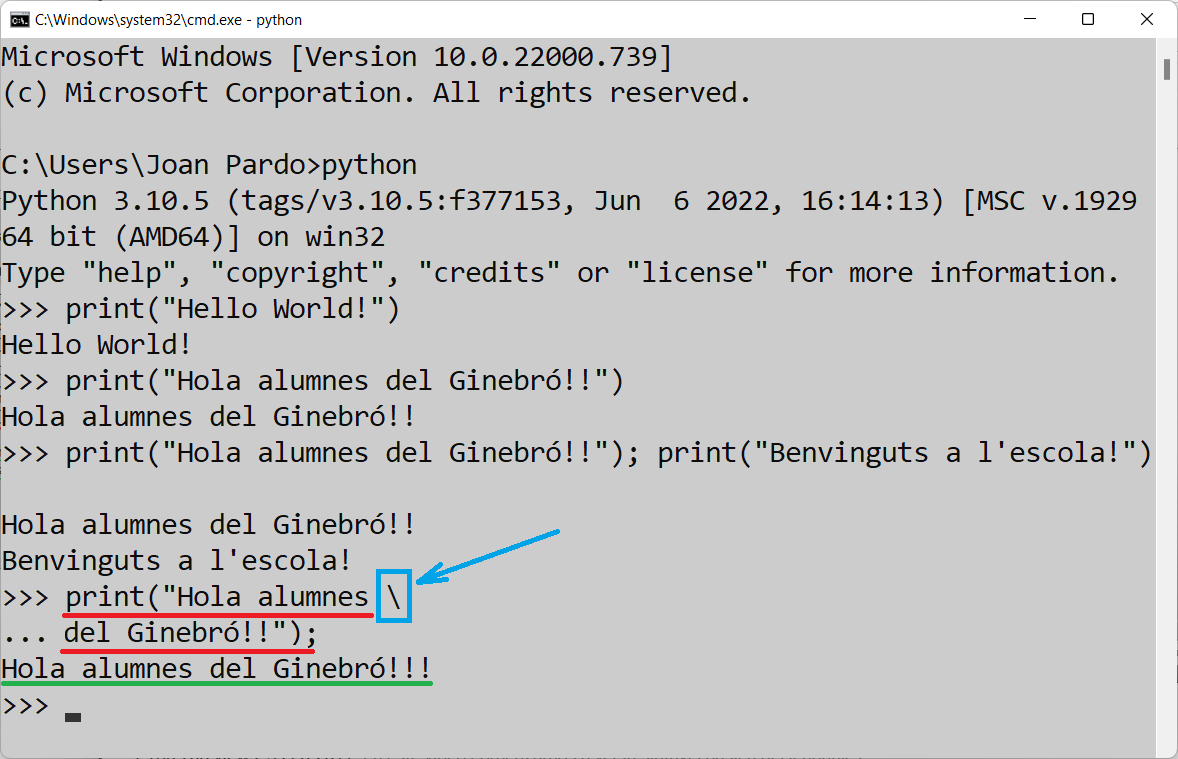 C:\Windows\system32\cmd.exe - python
Microsoft Windows [Version 10.0.22000.739]
(c) Microsoft Corporation. All rights reserved.
C:\Users\Joan Pardo>python
Python 3.10.5 (tags/v3.10.5:f377153, Jun  6 2022, 16:14:13) [MSC v.1929
64 bit (AMD64)] on win32
Type "help", "copyright", "credits" or "license" for more information.
>>> print("Hello World!")
Hello World!
>>> print("Hola alumnes del Ginebró!!")
Hola alumnes del Ginebró!!
>>> print("Hola alumnes del Ginebró!!"); print("Benvinguts a l'escola!")
Hola alumnes del Ginebró!!
Benvinguts a l'escola!
>>> print("Hola alumnes \
... del Ginebró!!");
Hola alumnes del Ginebró!!!
>>>